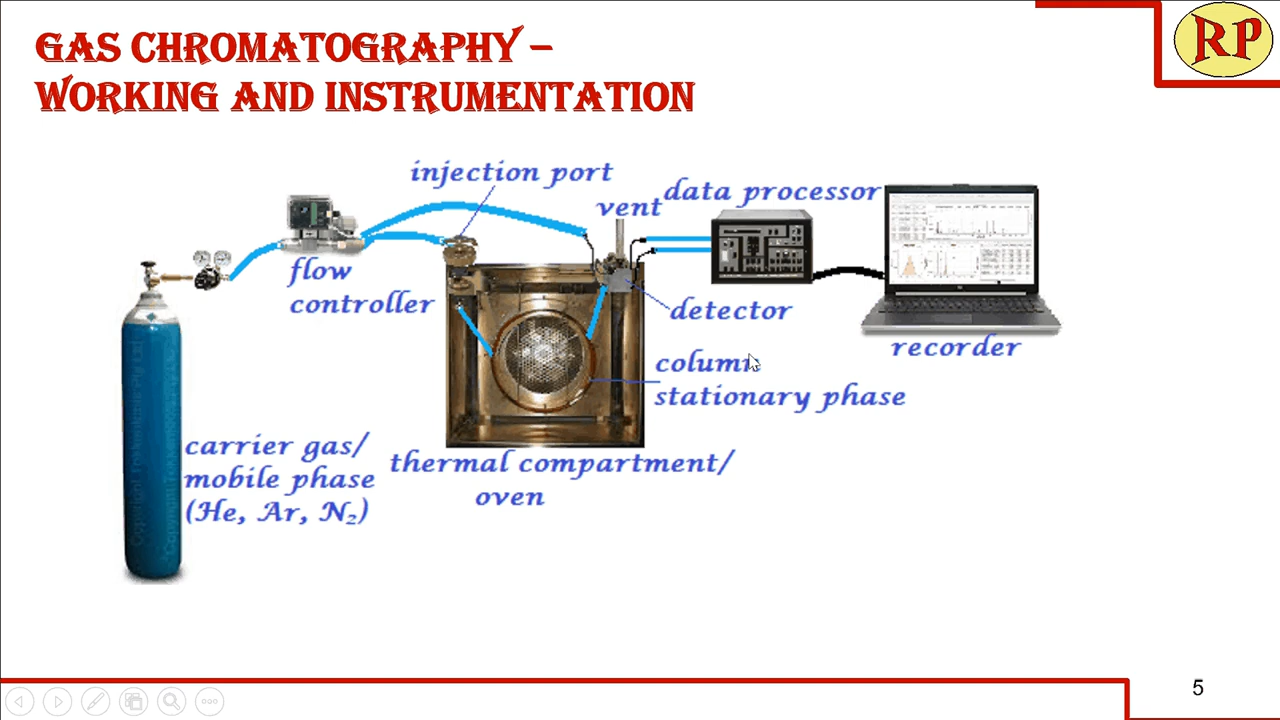 GAS CHROMATOGRAPHY –
WORKING AND INSTRUMENTATION
RP
injection port
vent
data processor
flow
controller
detector
recorder
column
stationary phase
carrier gas/
mobile phase
(He, Ar, N₂)
thermal compartment/
oven
5